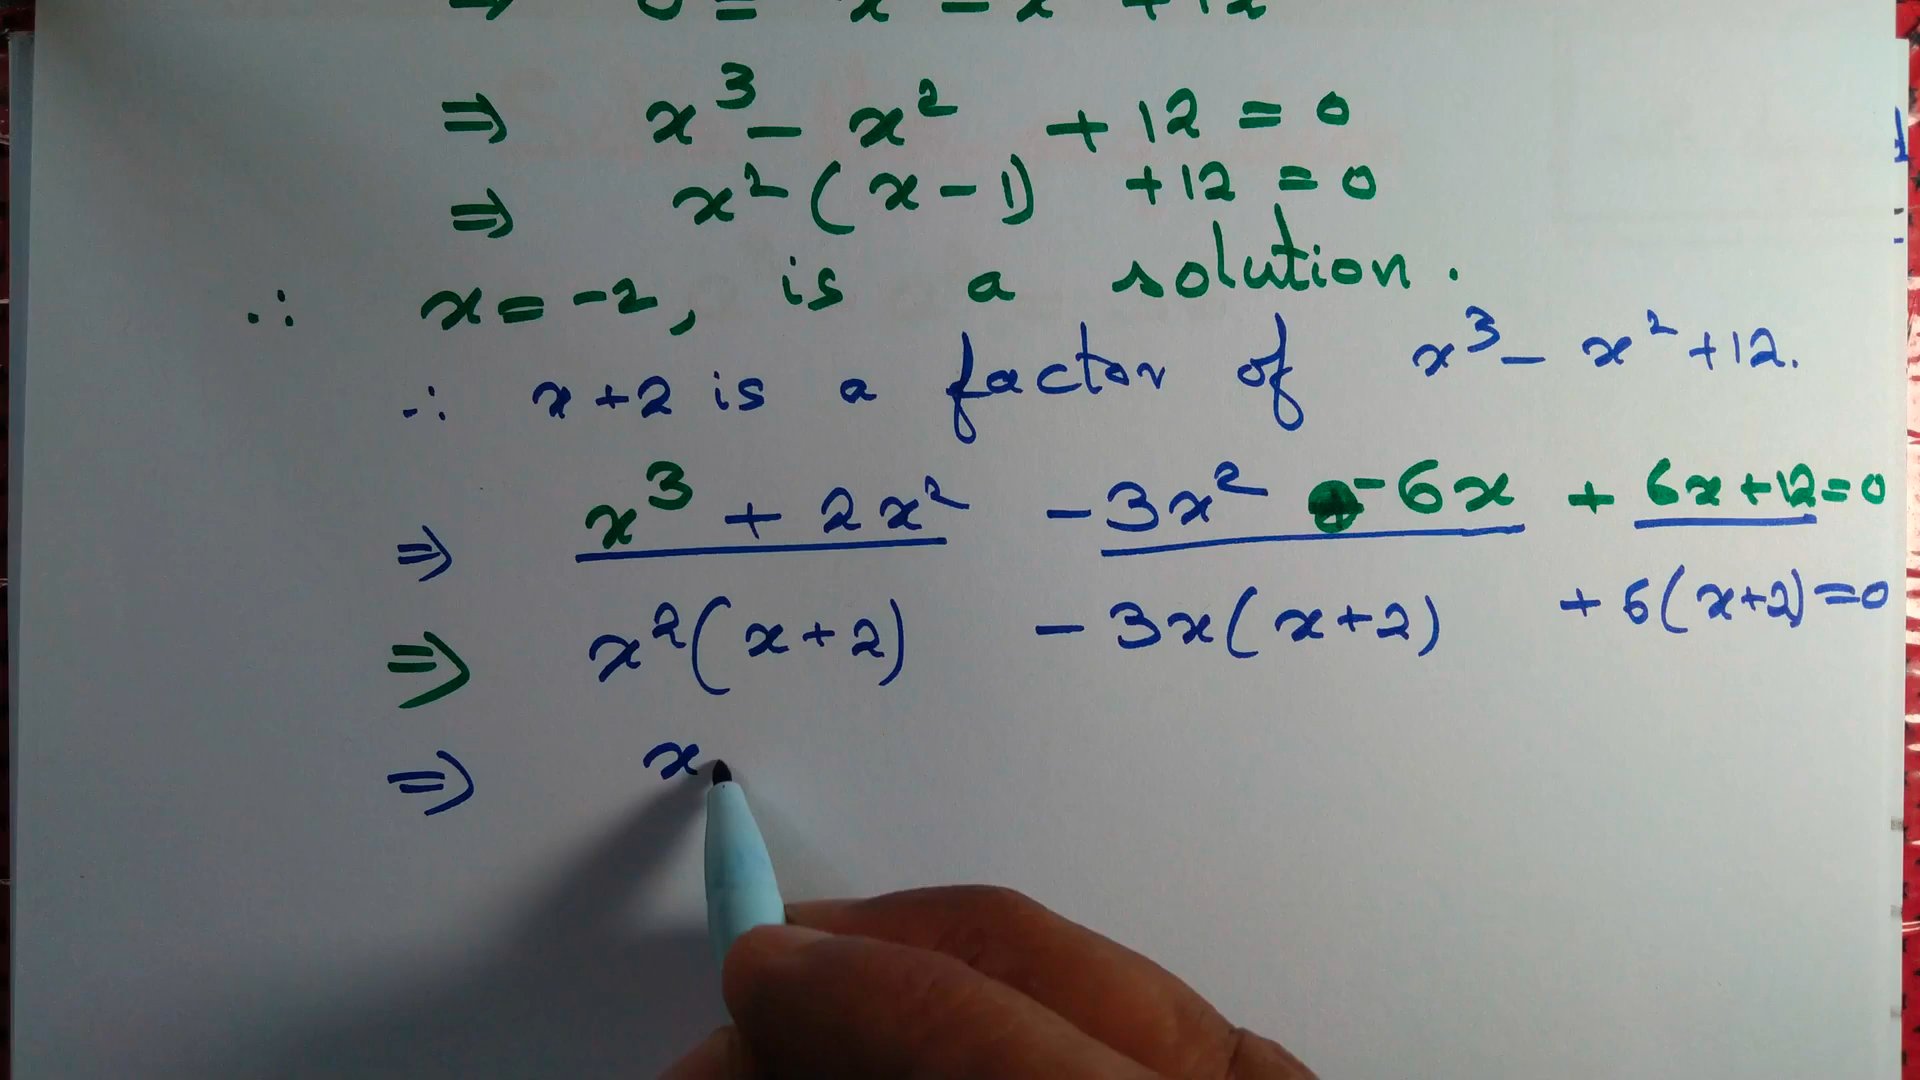 ⇒ x³ - x² + 12 = 0
⇒ x² (x - 1) + 12 = 0
∴ x = -2, is a solution.
∴ x + 2 is a factor of x³ - x² + 12.
⇒ x³ + 2x² - 3x² - 6x + 6x + 12 = 0
⇒ x² (x + 2) - 3x (x + 2) + 6 (x + 2) = 0
⇒ x